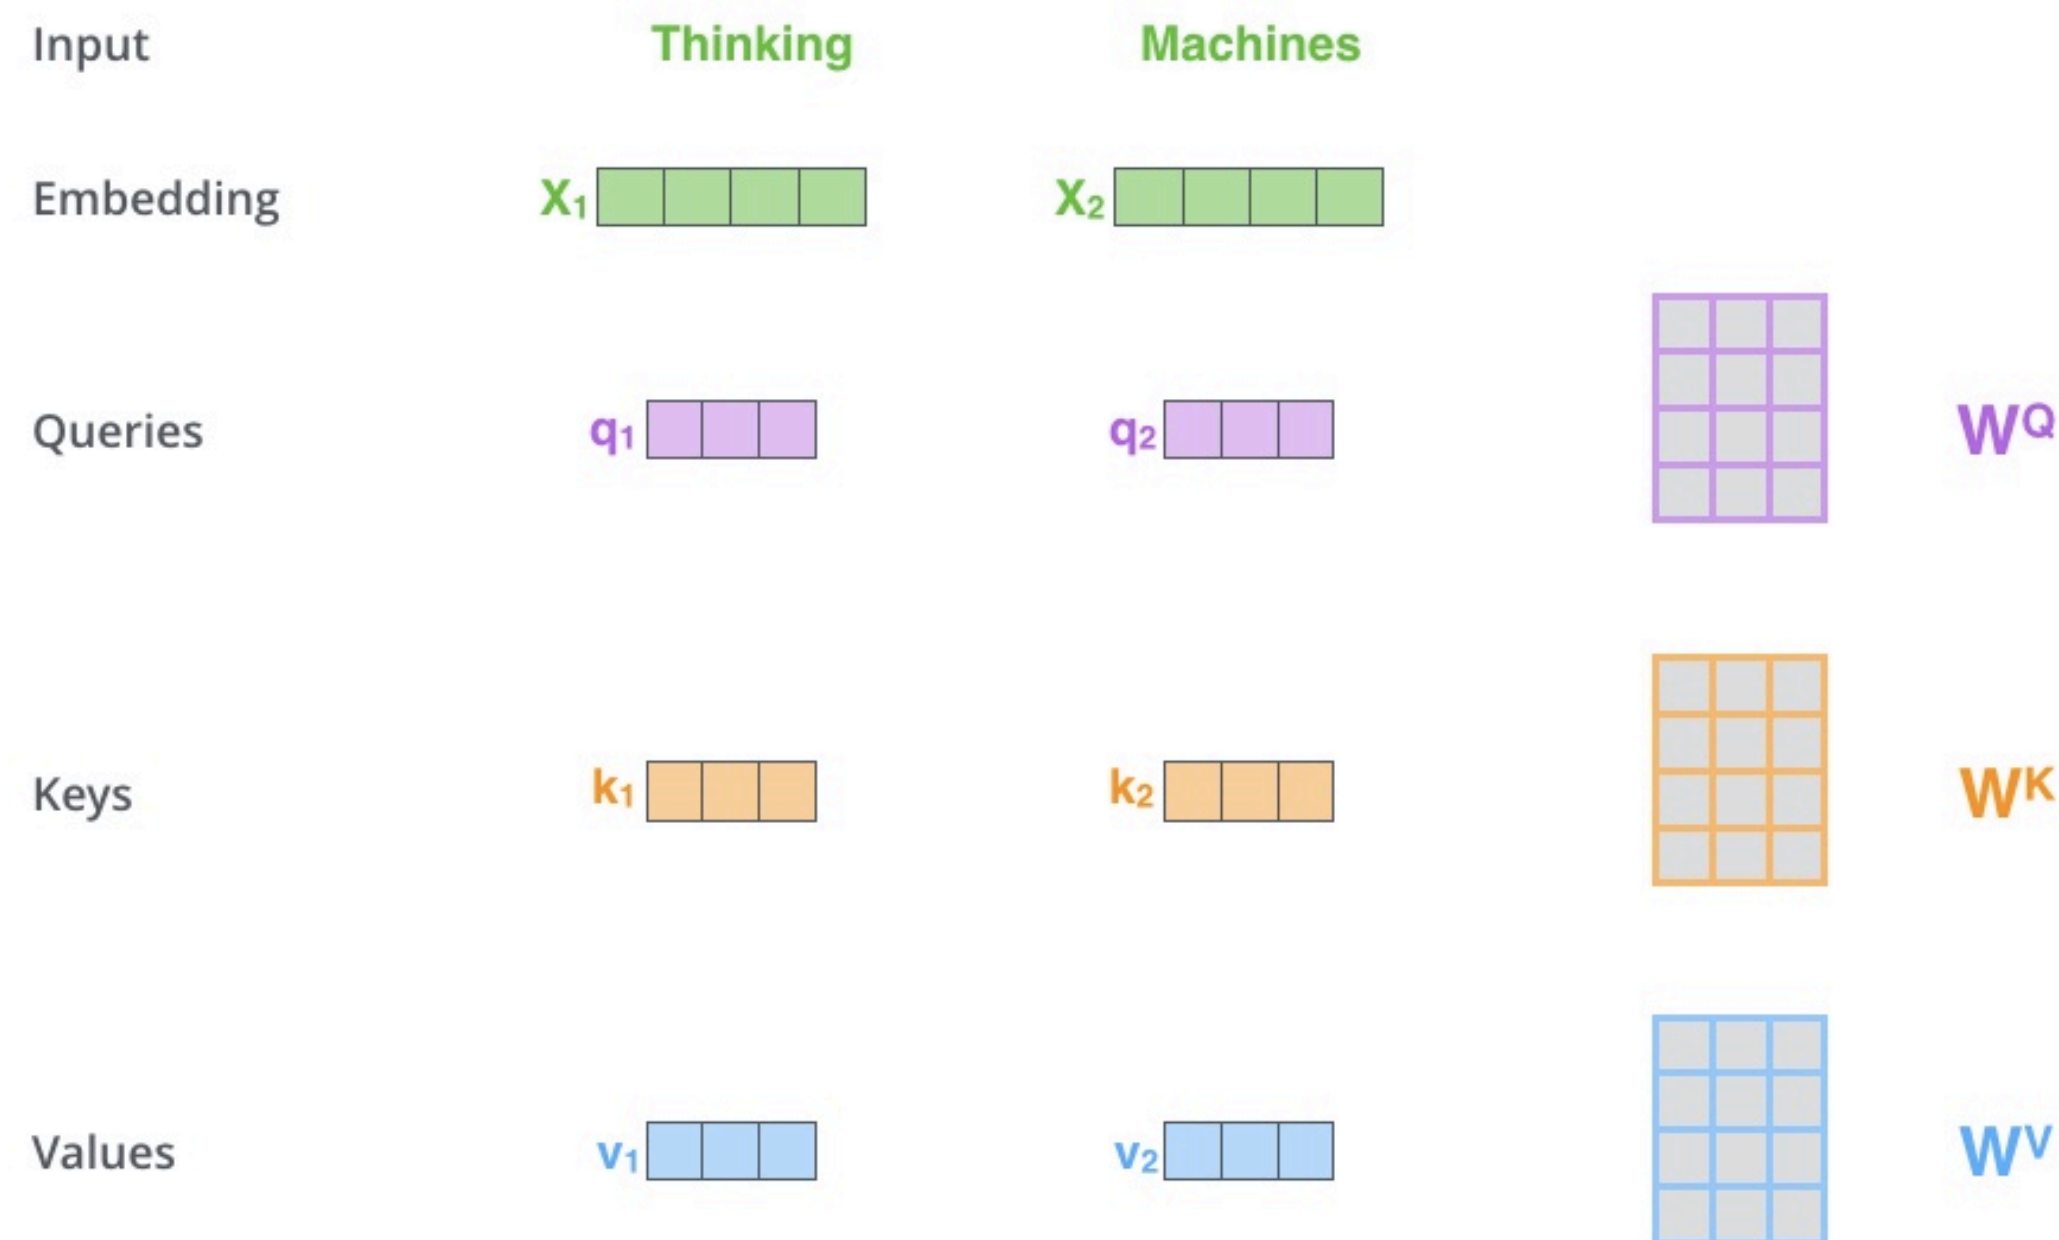 Input Thinking Machines
Embedding X1 X2
Queries q1 q2 WQ
Keys k1 k2 WK
Values v1 v2 WV